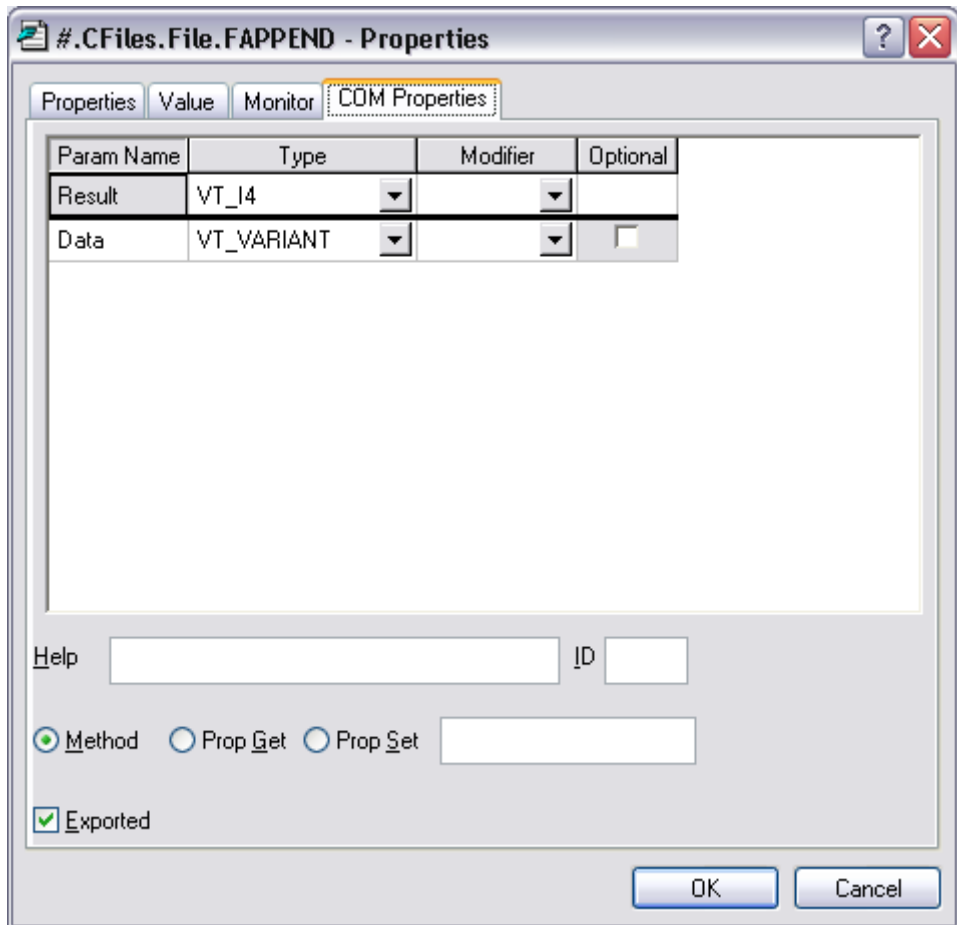 #.CFiles.File.FAPPEND - Properties
Properties Value Monitor COM Properties
Param Name Type Modifier Optional
Result VT_I4
Data VT_VARIANT
Help ID
Method Prop Get Prop Set
Exported
OK Cancel